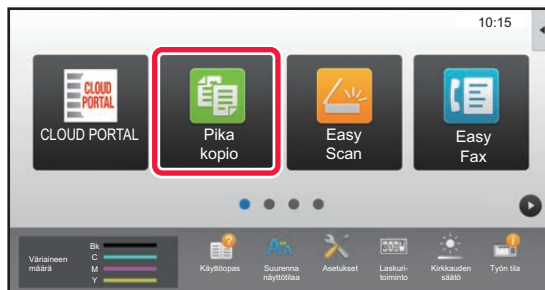 10:15
CLOUD
PORTAL
CLOUD PORTAL
Pika
kopio
Easy
Scan
Easy
Fax
Väriaineen
määrä
Bk
C
M
Y
Käyttöopas
Suurenna
näyttötilaa
Asetukset
Laskuri-
toiminto
Kirkkauden
säätö
Työn tila